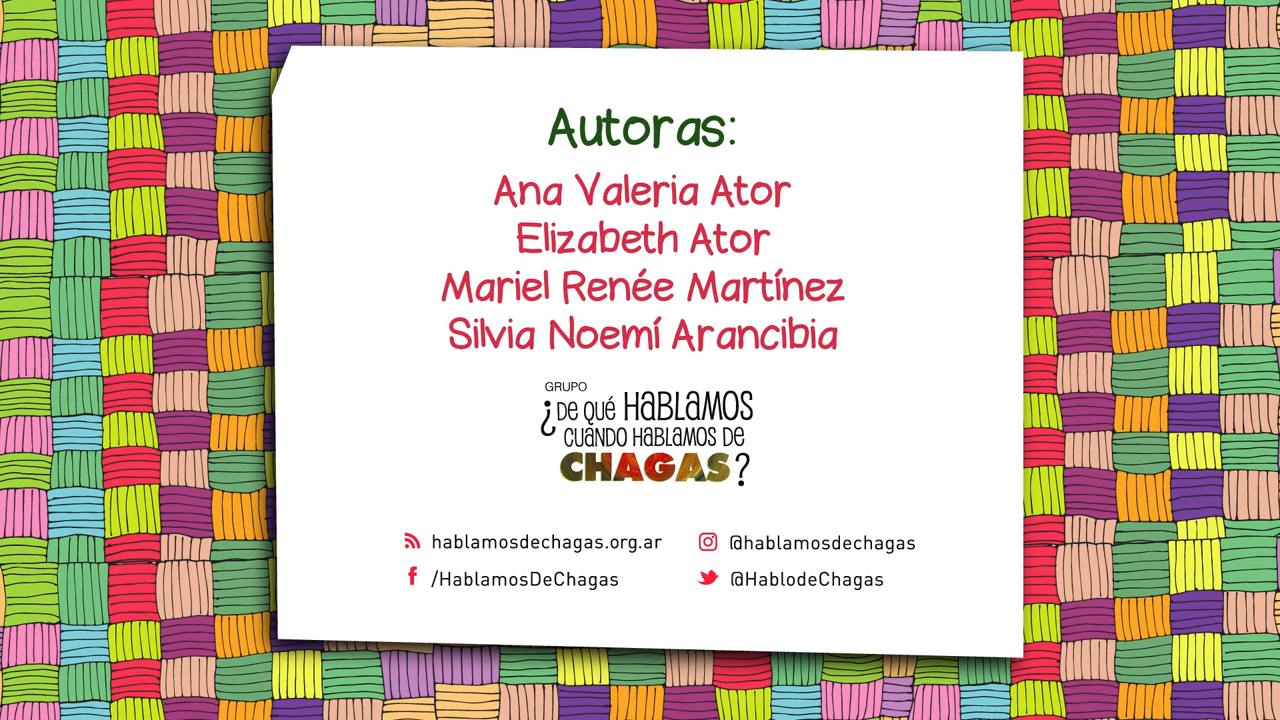 Autoras:
Ana Valeria Ator
Elizabeth Ator
Mariel Renée Martínez
Silvia Noemí Arancibia
GRUPO
¿DE QUÉ HABLAMOS
CUANDO HABLAMOS DE
CHAGAS?
hablamosdechagas.org.ar
@hablamosdechagas
/HablamosDeChagas
@HablodeChagas